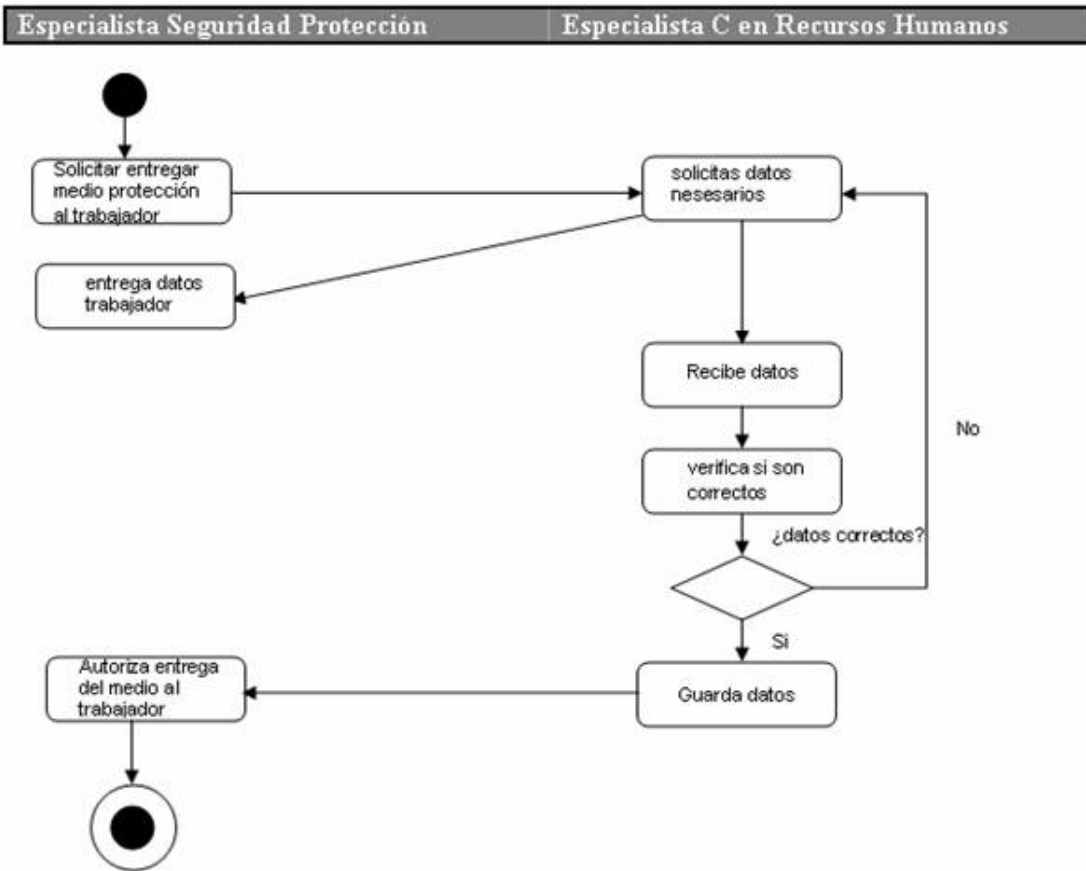 Especialista Seguridad Protección
Especialista C en Recursos Humanos
Solicitar entregar
medio protección
al trabajador
solicitas datos
nesesarios
entrega datos
trabajador
Recibe datos
No
verifica si son
correctos
¿datos correctos?
Si
Autoriza entrega
del medio al
trabajador
Guarda datos